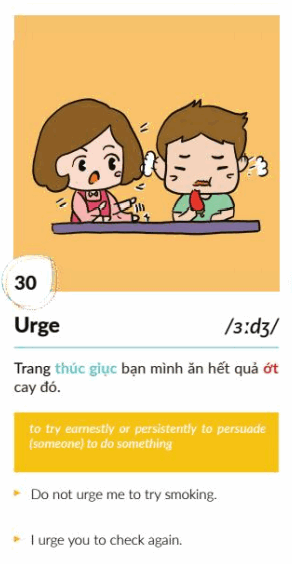 30
Urge /ɜːdʒ/
Trang thúc giục bạn mình ăn hết quả ớt
cay đó.
to try earnestly or persistently to persuade
(someone) to do something
Do not urge me to try smoking.
I urge you to check again.